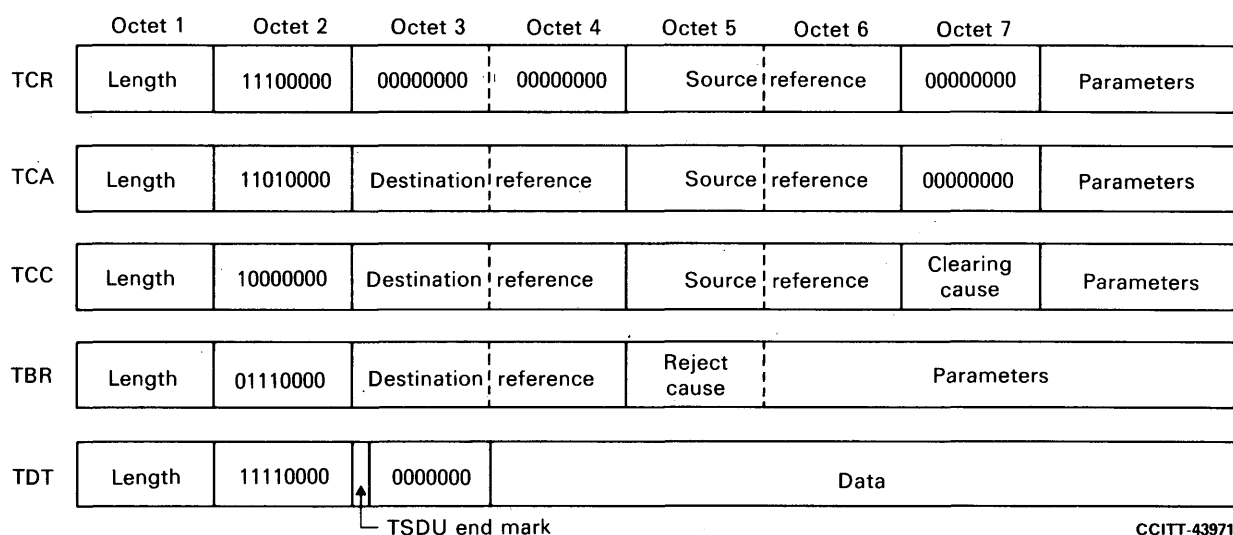 Octet 1 Octet 2 Octet 3 Octet 4 Octet 5 Octet 6 Octet 7
TCR Length 11100000 00000000 00000000 Source reference 00000000 Parameters
TCA Length 11010000 Destination reference Source reference 00000000 Parameters
TCC Length 10000000 Destination reference Source reference Clearing cause Parameters
TBR Length 01110000 Destination reference Reject cause Parameters
TDT Length 11110000 0000000 Data
TSDU end mark
CCITT-43971